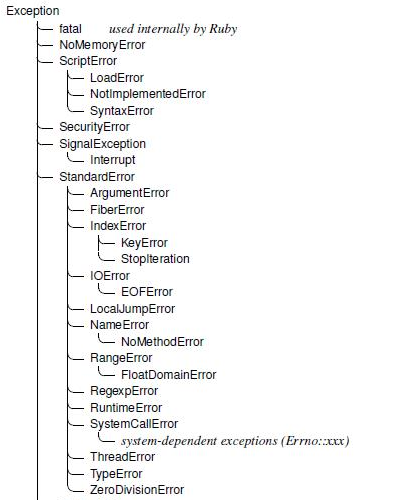 Exception
fatal used internally by Ruby
NoMemoryError
ScriptError
LoadError
NotImplementedError
SyntaxError
SecurityError
SignalException
Interrupt
StandardError
ArgumentError
FiberError
IndexError
KeyError
StopIteration
IOError
EOFError
LocalJumpError
NameError
NoMethodError
RangeError
FloatDomainError
RegexpError
RuntimeError
SystemCallError
system-dependent exceptions (Errno::xxx)
ThreadError
TypeError
ZeroDivisionError